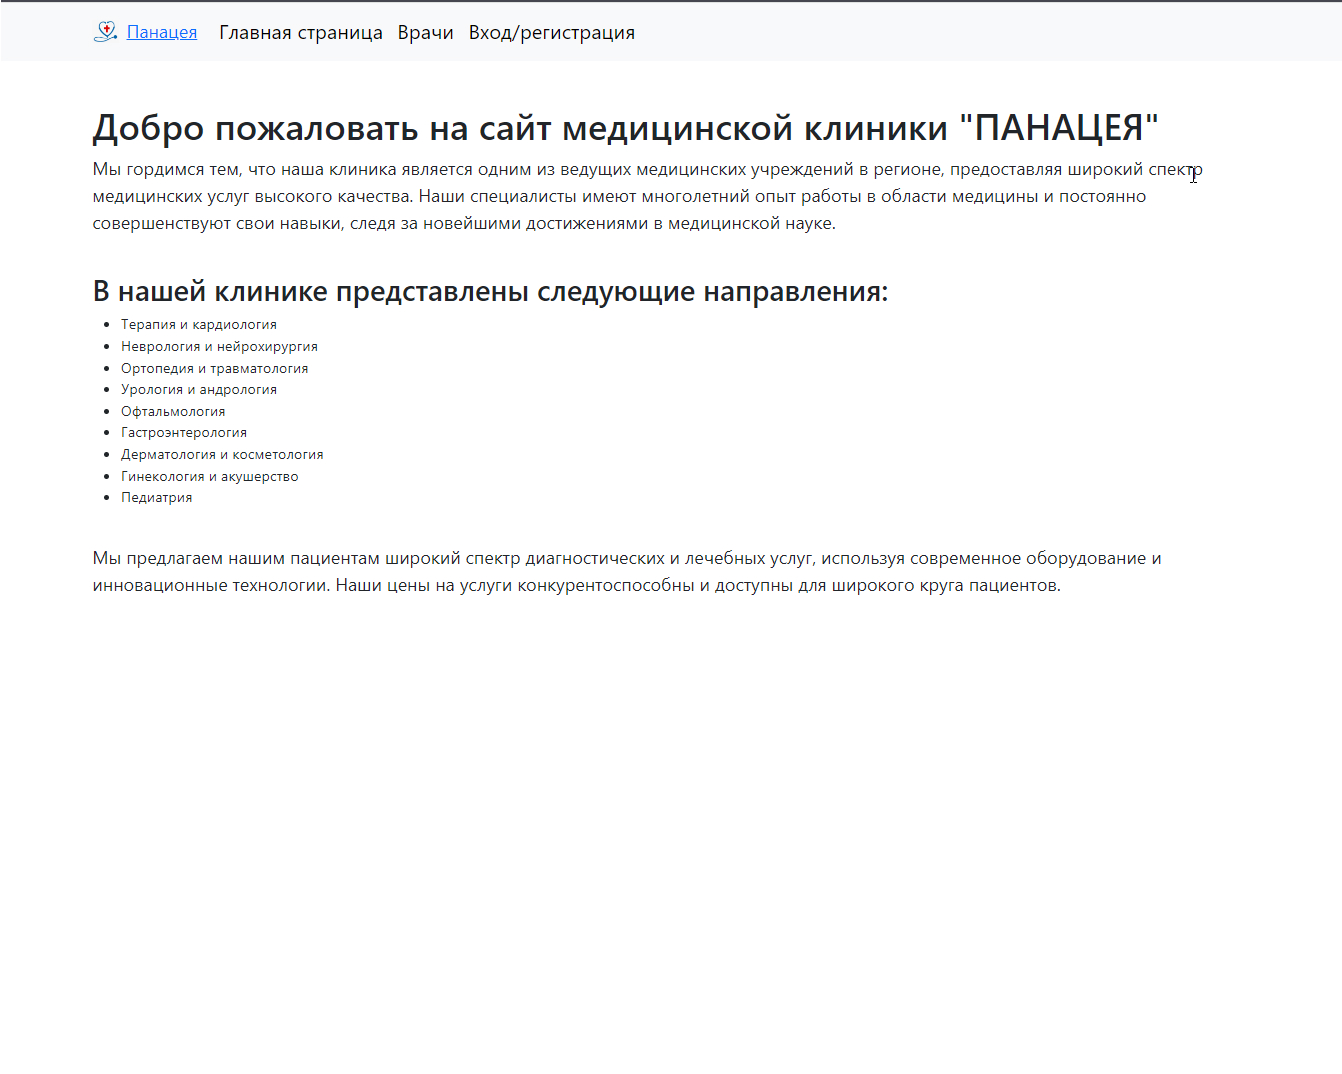 Панацея Главная страница Врачи Вход/регистрация
Добро пожаловать на сайт медицинской клиники "ПАНАЦЕЯ"
Мы гордимся тем, что наша клиника является одним из ведущих медицинских учреждений в регионе, предоставляя широкий спектр
медицинских услуг высокого качества. Наши специалисты имеют многолетний опыт работы в области медицины и постоянно
совершенствуют свои навыки, следя за новейшими достижениями в медицинской науке.
В нашей клинике представлены следующие направления:
• Терапия и кардиология
• Неврология и нейрохирургия
• Ортопедия и травматология
• Урология и андрология
• Офтальмология
• Гастроэнтерология
• Дерматология и косметология
• Гинекология и акушерство
• Педиатрия
Мы предлагаем нашим пациентам широкий спектр диагностических и лечебных услуг, используя современное оборудование и
инновационные технологии. Наши цены на услуги конкурентоспособны и доступны для широкого круга пациентов.